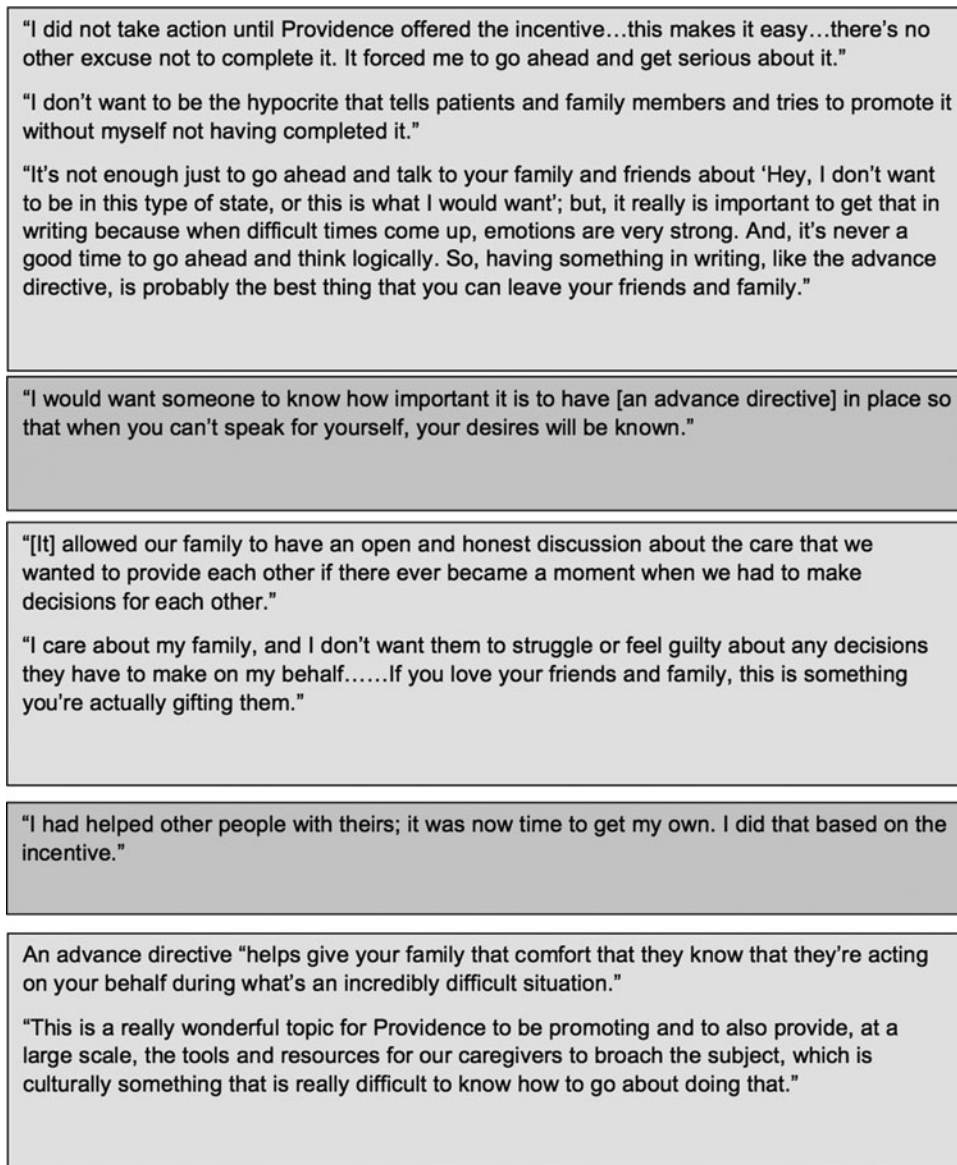 “I did not take action until Providence offered the incentive…this makes it easy…there’s no
other excuse not to complete it. It forced me to go ahead and get serious about it.”
“I don’t want to be the hypocrite that tells patients and family members and tries to promote it
without myself not having completed it.”
“It’s not enough just to go ahead and talk to your family and friends about ‘Hey, I don’t want
to be in this type of state, or this is what I would want’; but, it really is important to get that in
writing because when difficult times come up, emotions are very strong. And, it’s never a
good time to go ahead and think logically. So, having something in writing, like the advance
directive, is probably the best thing that you can leave your friends and family.”
“I would want someone to know how important it is to have [an advance directive] in place so
that when you can’t speak for yourself, your desires will be known.”
“[It] allowed our family to have an open and honest discussion about the care that we
wanted to provide each other if there ever became a moment when we had to make
decisions for each other.”
“I care about my family, and I don’t want them to struggle or feel guilty about any decisions
they have to make on my behalf……If you love your friends and family, this is something
you’re actually gifting them.”
“I had helped other people with theirs; it was now time to get my own. I did that based on the
incentive.”
An advance directive “helps give your family that comfort that they know that they’re acting
on your behalf during what’s an incredibly difficult situation.”
“This is a really wonderful topic for Providence to be promoting and to also provide, at a
large scale, the tools and resources for our caregivers to broach the subject, which is
culturally something that is really difficult to know how to go about doing that.”